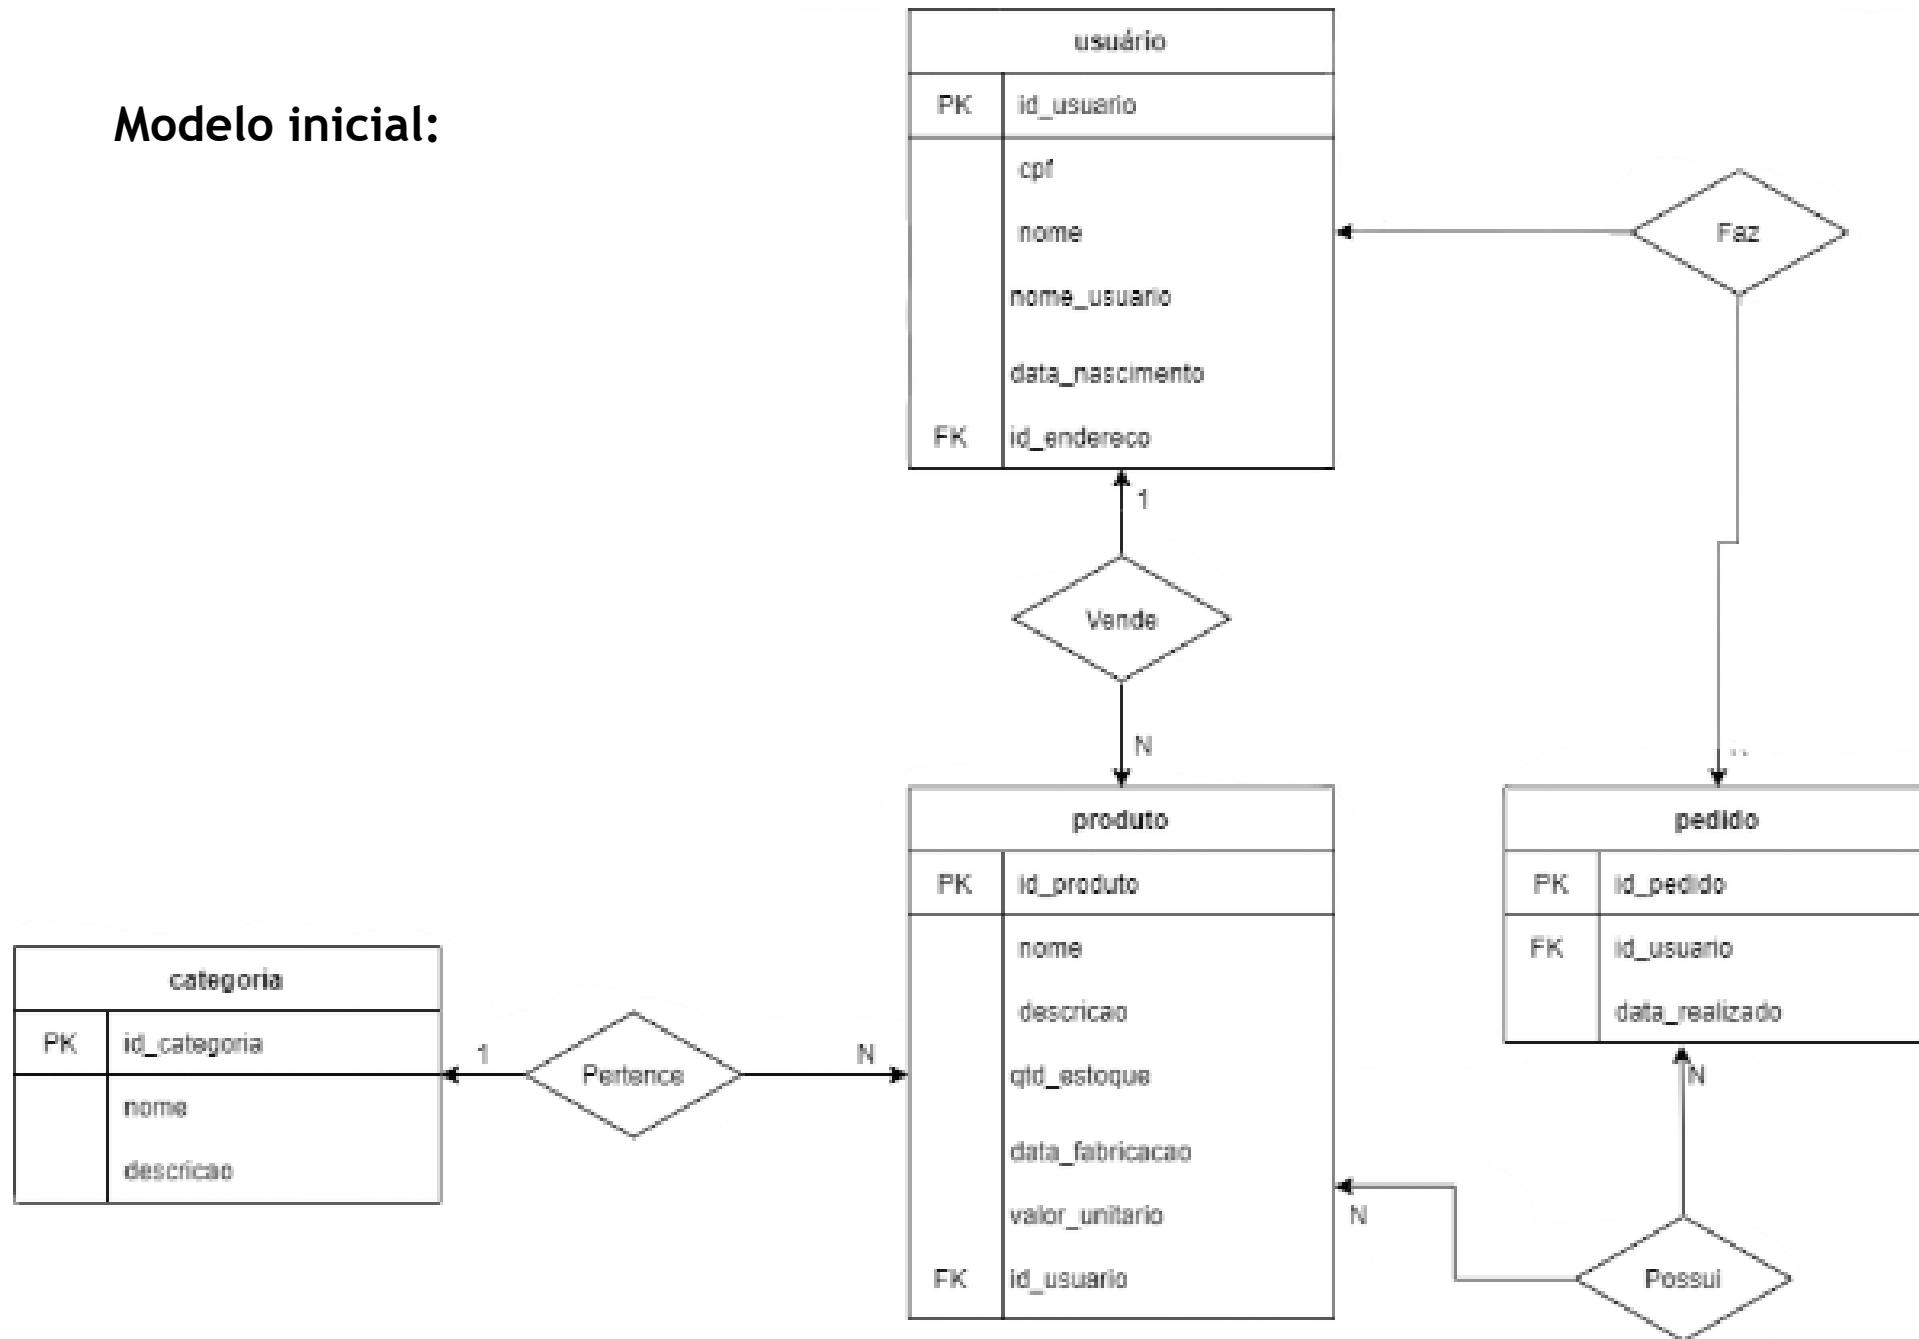 Modelo inicial:
usuário
PK id_usuario
cpf
nome
nome_usuario
data_nascimento
FK id_endereco
Faz
1
Vende
N
produto
PK id_produto
nome
descricao
qtd_estoque
data_fabricacao
valor_unitario
FK id_usuario
pedido
PK id_pedido
FK id_usuario
data_realizado
categoria
PK id_categoria
nome
descricao
1
Pertence
N
N
N
Possui